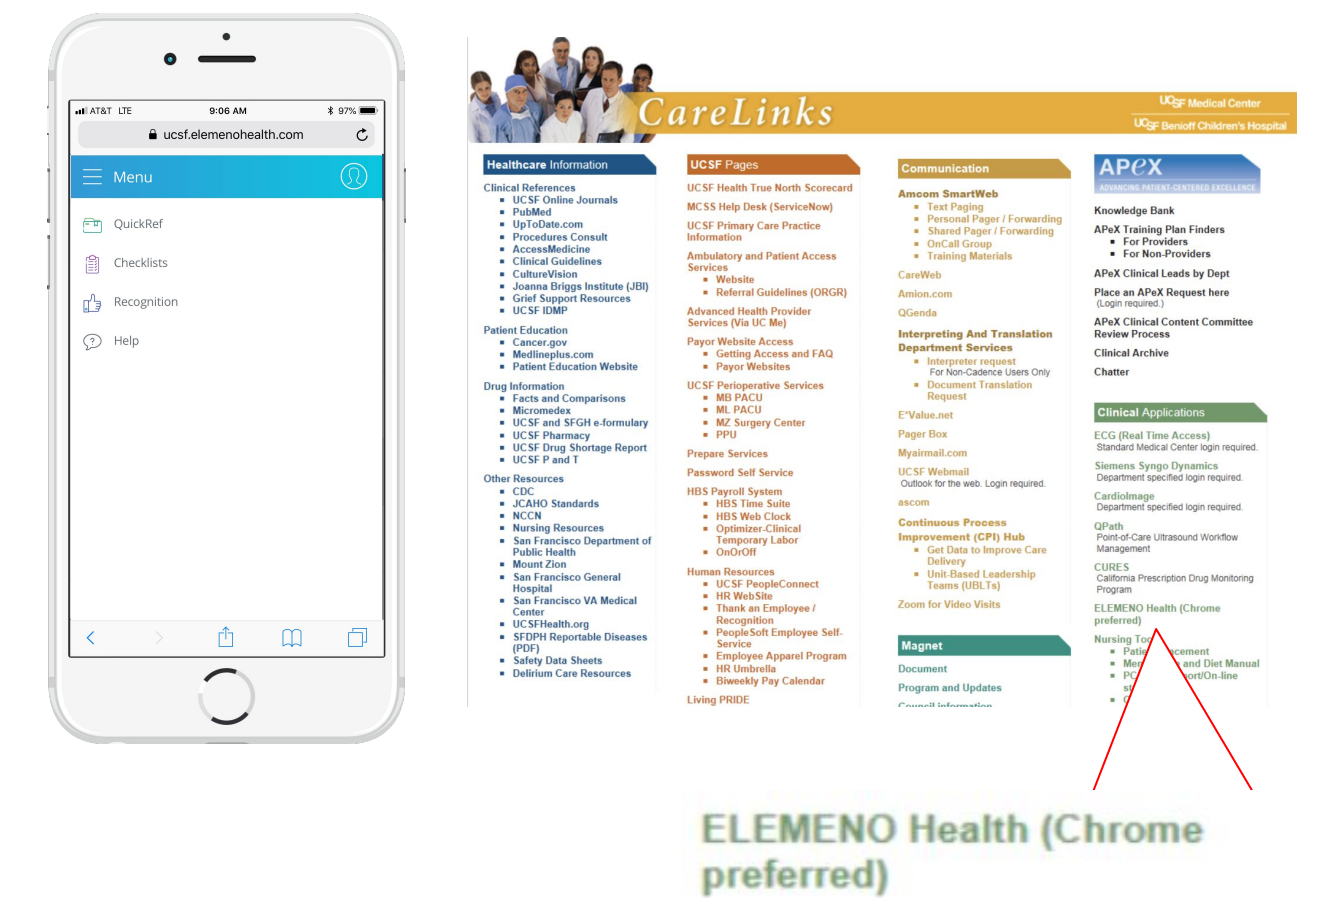 AT&T LTE 9:06 AM 97%
ucsf.elemenohealth.com
Menu
QuickRef
Checklists
Recognition
Help
CareLinks
UCSF Medical Center
UCSF Benioff Children's Hospital
Healthcare Information
Clinical References
UCSF Online Journals
PubMed
UpToDate.com
Procedures Consult
AccessMedicine
Clinical Guidelines
CultureVision
Joanna Briggs Institute (JBI)
Grief Support Resources
UCSF IDMP
Patient Education
Cancer.gov
Medlineplus.com
Patient Education Website
Drug Information
Facts and Comparisons
Micromedex
UCSF and SFGH e-formulary
UCSF Pharmacy
UCSF Drug Shortage Report
UCSF P and T
Other Resources
CDC
JCAHO Standards
NCCN
Nursing Resources
San Francisco Department of
Public Health
Mount Zion
San Francisco General
Hospital
San Francisco VA Medical
Center
UCSFHealth.org
SFDPH Reportable Diseases
(PDF)
Safety Data Sheets
Delirium Care Resources
UCSF Pages
UCSF Health True North Scorecard
MCSS Help Desk (ServiceNow)
UCSF Primary Care Practice
Information
Ambulatory and Patient Access
Services
Website
Referral Guidelines (ORGR)
Advanced Health Provider
Services (Via UC Me)
Payor Website Access
Getting Access and FAQ
Payor Websites
UCSF Perioperative Services
MB PACU
ML PACU
MZ Surgery Center
PPU
Prepare Services
Password Self Service
HBS Payroll System
HBS Time Suite
HBS Web Clock
Optimizer-Clinical
Temporary Labor
OnOrOff
Human Resources
UCSF PeopleConnect
HR WebSite
Thank an Employee /
Recognition
PeopleSoft Employee Self-
Service
Employee Apparel Program
HR Umbrella
Biweekly Pay Calendar
Living PRIDE
Communication
Amcom SmartWeb
Text Paging
Personal Pager / Forwarding
Shared Pager / Forwarding
OnCall Group
Training Materials
CareWeb
Amion.com
QGenda
Interpreting And Translation
Department Services
Interpreter request
For Non-Cadence Users Only
Document Translation
Request
E*Value.net
Pager Box
Myairmail.com
UCSF Webmail
Outlook for the web. Login required.
ascom
Continuous Process
Improvement (CPI) Hub
Get Data to Improve Care
Delivery
Unit-Based Leadership
Teams (UBLTs)
Zoom for Video Visits
Magnet
Document
Program and Updates
Council information
APeX
ADVANCING PATIENT-CENTERED EXCELLENCE
Knowledge Bank
APeX Training Plan Finders
For Providers
For Non-Providers
APeX Clinical Leads by Dept
Place an APeX Request here
(Login required.)
APeX Clinical Content Committee
Review Process
Clinical Archive
Chatter
Clinical Applications
ECG (Real Time Access)
Standard Medical Center login required.
Siemens Syngo Dynamics
Department specified login required.
CardioImage
Department specified login required.
QPath
Point-of-Care Ultrasound Workflow
Management
CURES
California Prescription Drug Monitoring
Program
ELEMENO Health (Chrome
preferred)
Nursing
and Diet Manual
ELEMENO Health (Chrome
preferred)